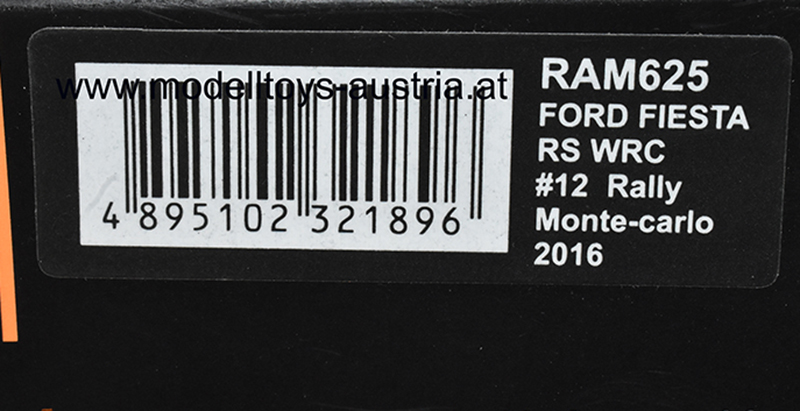 www.modelltoys-austria.at
4 895102 321896
RAM625
FORD FIESTA
RS WRC
#12 Rally
Monte-carlo
2016